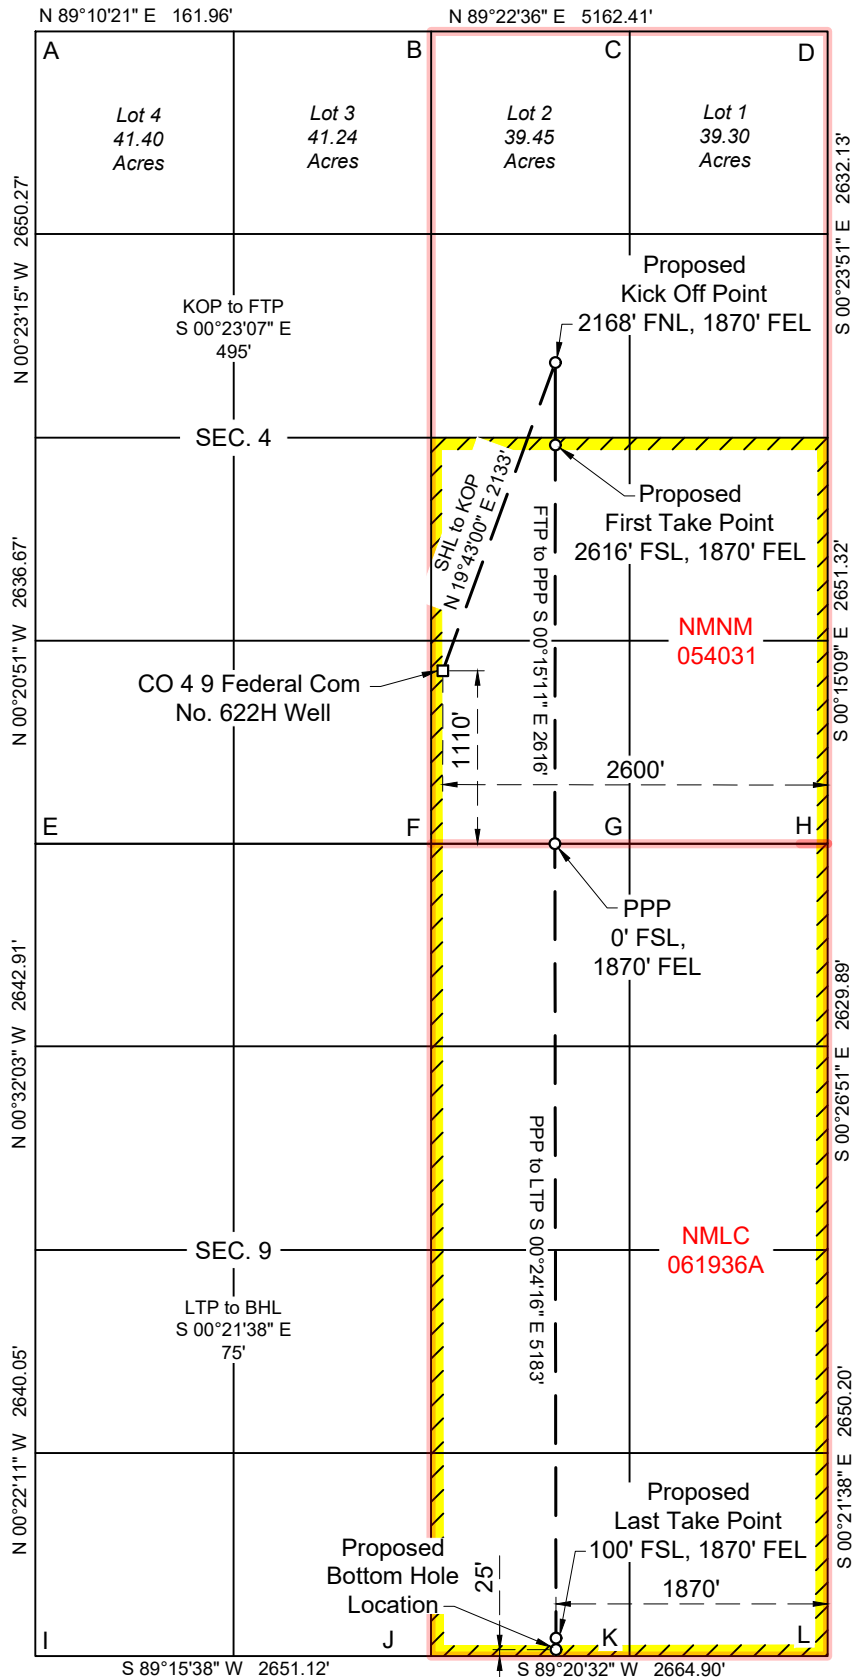 N 89°10'21" E 161.96'
N 89°22'36" E 5162.41'
A
B
C
D
Lot 4
41.40
Acres
Lot 3
41.24
Acres
Lot 2
39.45
Acres
Lot 1
39.30
Acres
N 00°23'15" W 2650.27'
S 00°23'51" E 2632.13'
KOP to FTP
S 00°23'07" E
495'
Proposed
Kick Off Point
2168' FNL, 1870' FEL
SEC. 4
SHL to KOP
N 19°43'00" E 2133'
FTP to PPP S 00°15'11" E 2616'
Proposed
First Take Point
2616' FSL, 1870' FEL
N 00°20'51" W 2636.67'
S 00°15'09" E 2651.32'
NMNM
054031
CO 4 9 Federal Com
No. 622H Well
1110'
2600'
E
F
G
H
PPP
0' FSL,
1870' FEL
N 00°32'03" W 2642.91'
S 00°26'51" E 2629.89'
PPP to LTP S 00°24'16" E 5183'
SEC. 9
NMLC
061936A
LTP to BHL
S 00°21'38" E
75'
N 00°22'11" W 2640.05'
S 00°21'38" E 2650.20'
Proposed
Last Take Point
100' FSL, 1870' FEL
Proposed
Bottom Hole
Location
25'
1870'
I
J
K
L
S 89°15'38" W 2651.12'
S 89°20'32" W 2664.90'